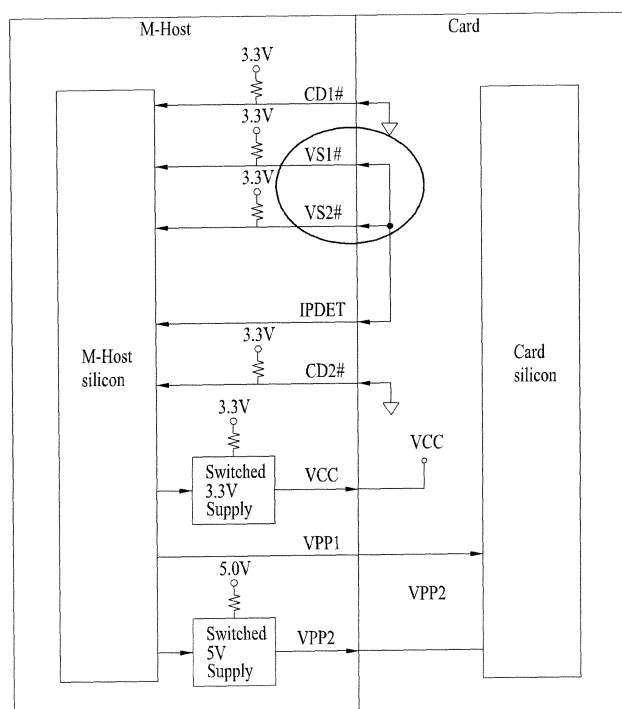 M-Host
Card
3.3V
CD1#
3.3V
VS1#
3.3V
VS2#
IPDET
3.3V
CD2#
M-Host
silicon
Card
silicon
3.3V
VCC
Switched
3.3V
Supply
VCC
VPP1
5.0V
VPP2
Switched
5V
Supply
VPP2